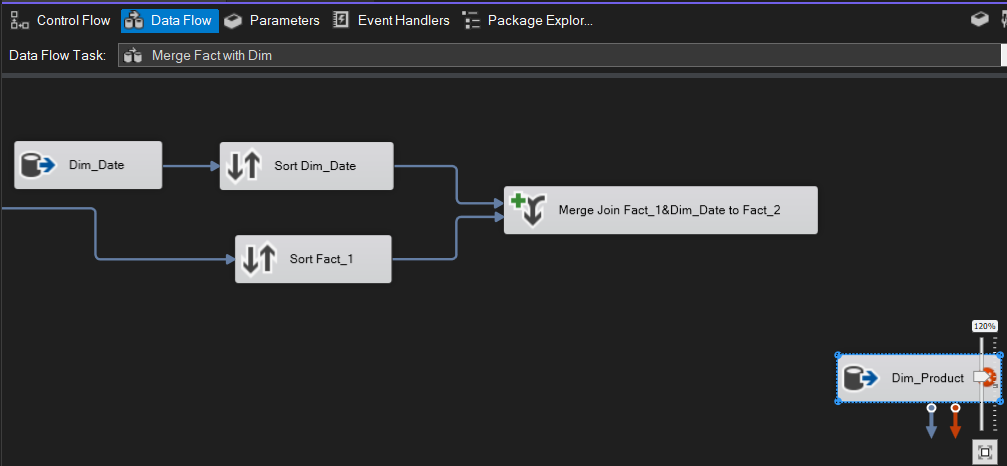 Control Flow Data Flow Parameters Event Handlers Package Explor...
Data Flow Task: Merge Fact with Dim
Dim_Date
Sort Dim_Date
Merge Join Fact_1&Dim_Date to Fact_2
Sort Fact_1
120%
Dim_Product